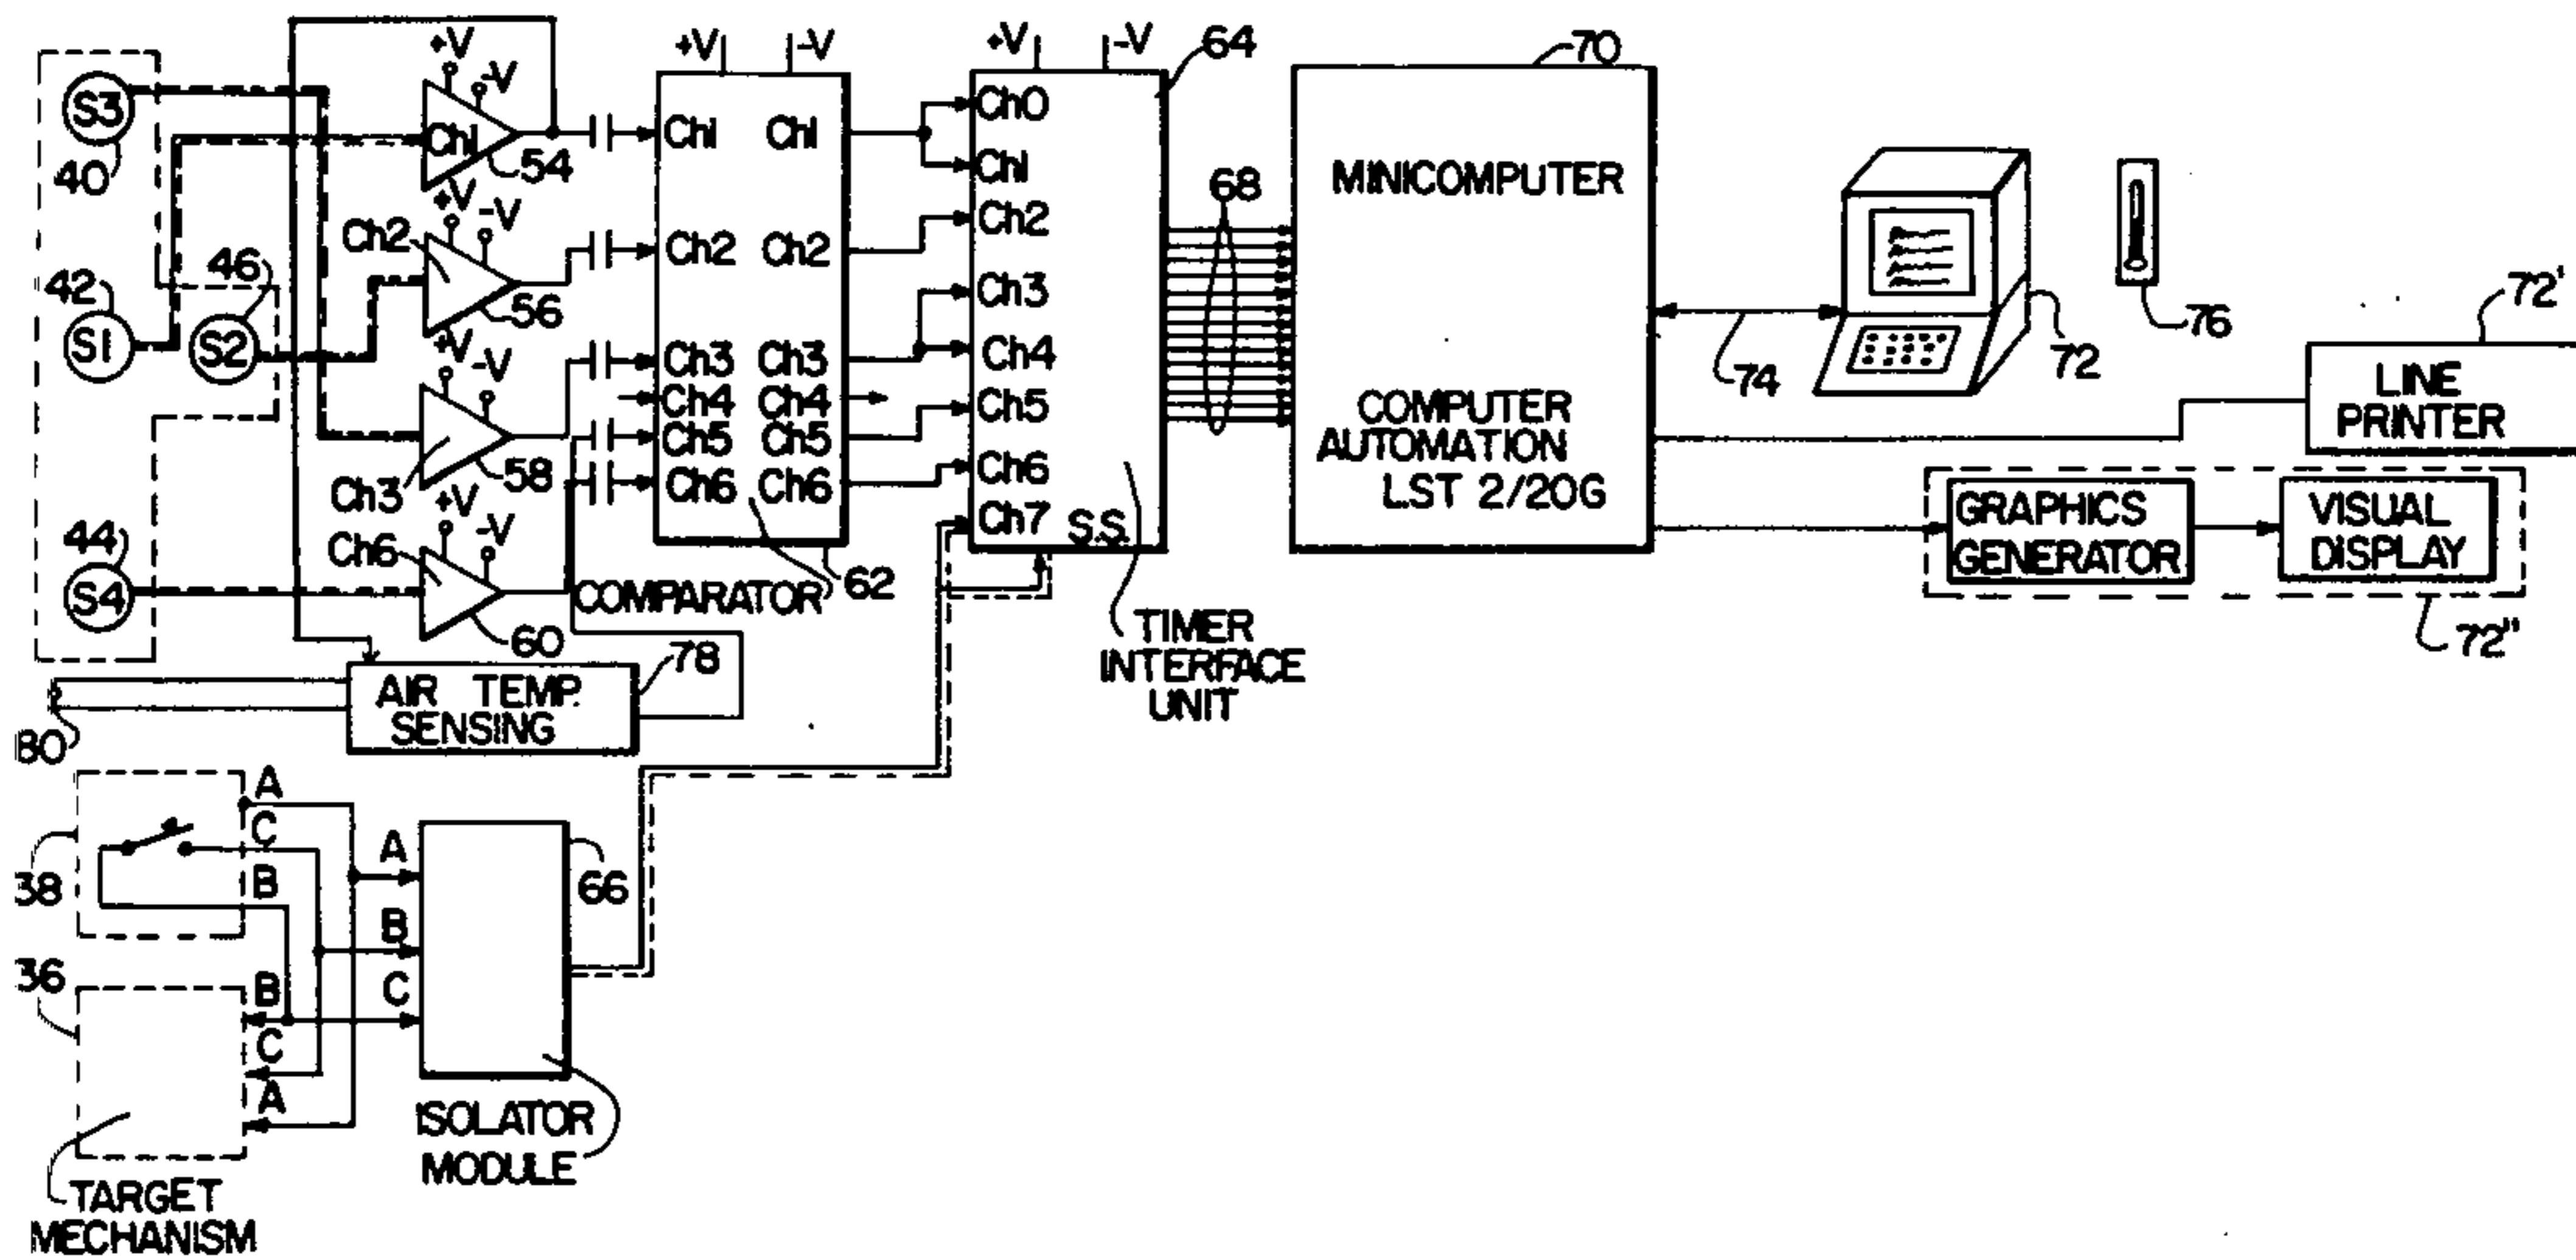 +V
-V
S3
40
Ch1
54
+V
-V
Ch2
56
42
S1
46
S2
+V
-V
Ch3
58
44
S4
+V
-V
Ch6
60
+V
-V
Ch1 Ch1
Ch2 Ch2
Ch3 Ch3
Ch4 Ch4
Ch5 Ch5
Ch6 Ch6
COMPARATOR
62
+V
-V
64
Ch0
Ch1
Ch2
Ch3
Ch4
Ch5
Ch6
Ch7
S.S.
TIMER
INTERFACE
UNIT
68
70
MINICOMPUTER
COMPUTER
AUTOMATION
LST 2/20G
74
72
76
72'
LINE
PRINTER
GRAPHICS
GENERATOR
VISUAL
DISPLAY
72"
AIR TEMP.
SENSING
78
80
38
A
C
B
36
B
C
A
TARGET
MECHANISM
A
B
C
66
ISOLATOR
MODULE